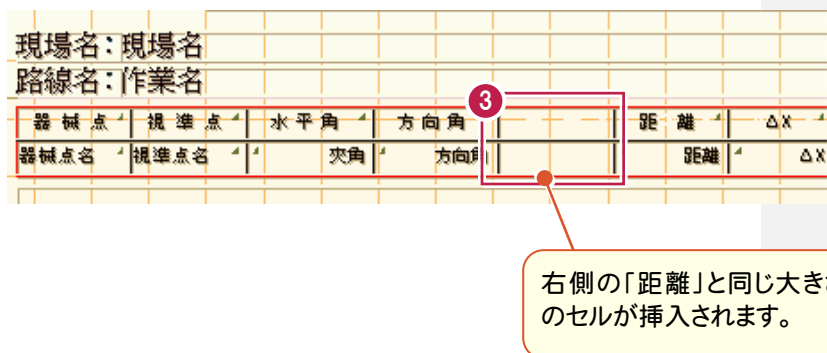 現場名：現場名
路線名：作業名
3
器械点 視準点 水平角 方向角 距離 ΔX
器械点名 視準点名 夾角 方向角 距離 ΔX
右側の「距離」と同じ大きさ
のセルが挿入されます。